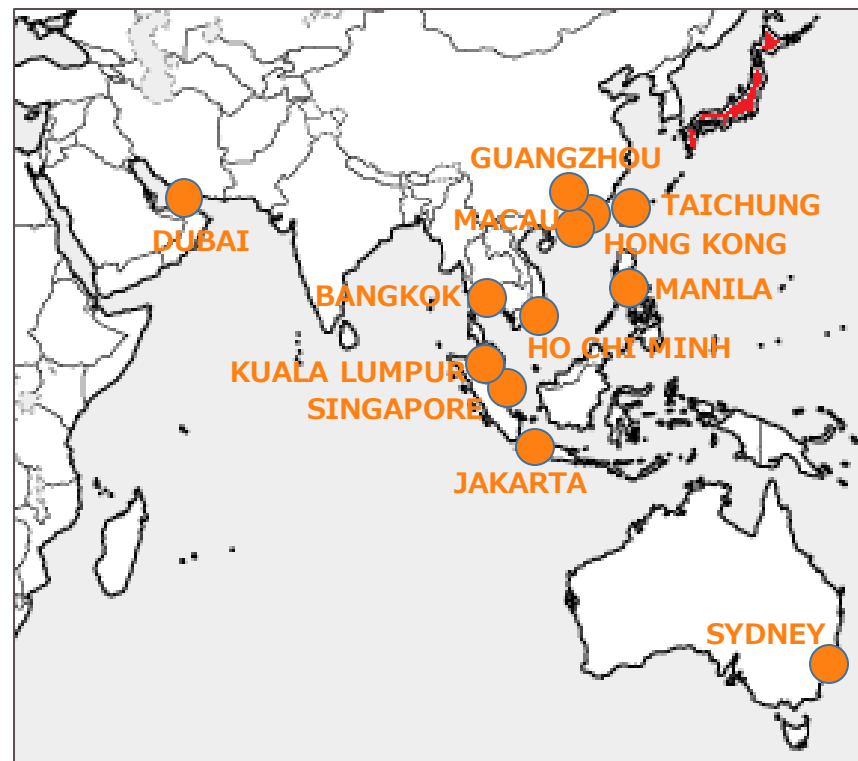 GUANGZHOU
TAICHUNG
MACAU
DUBAI
HONG KONG
BANGKOK
MANILA
HO CHI MINH
KUALA LUMPUR
SINGAPORE
JAKARTA
SYDNEY